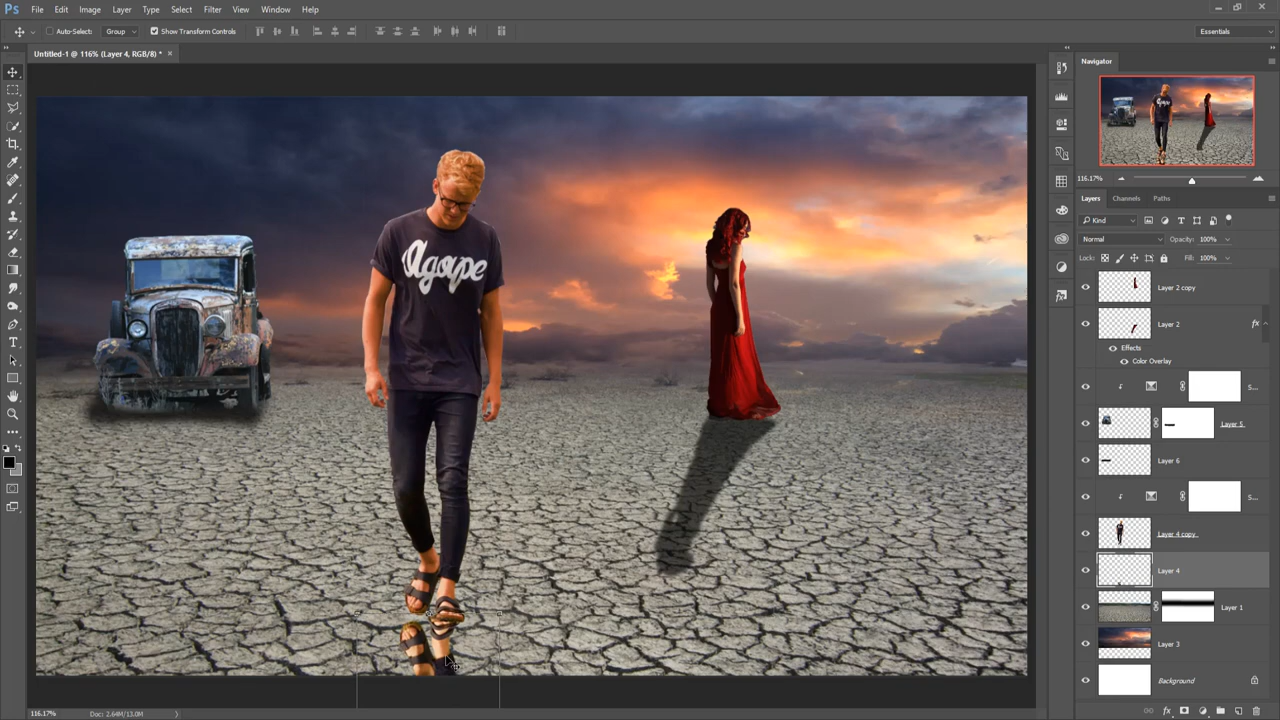 Ps File Edit Image Layer Type Select Filter View Window Help
Auto-Select: Group Show Transform Controls Essentials
Untitled-1 @ 116% (Layer 4, RGB/8) * ×
Navigator
116.17%
Layers Channels Paths
Kind
Normal Opacity: 100%
Lock: Fill: 100%
Layer 2 copy
Layer 2 fx
Effects
Color Overlay
S...
Layer 5
Layer 6
S...
Layer 4 copy
Layer 4
Layer 1
Layer 3
Background
Agape
116.17% Doc: 2.64M/13.0M